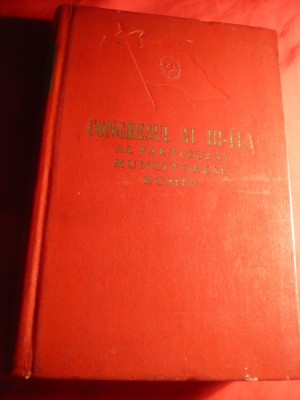 CONGRESUL AL III-LEA
AL PARTIDULUI
MUNCITORESC
ROMÎN